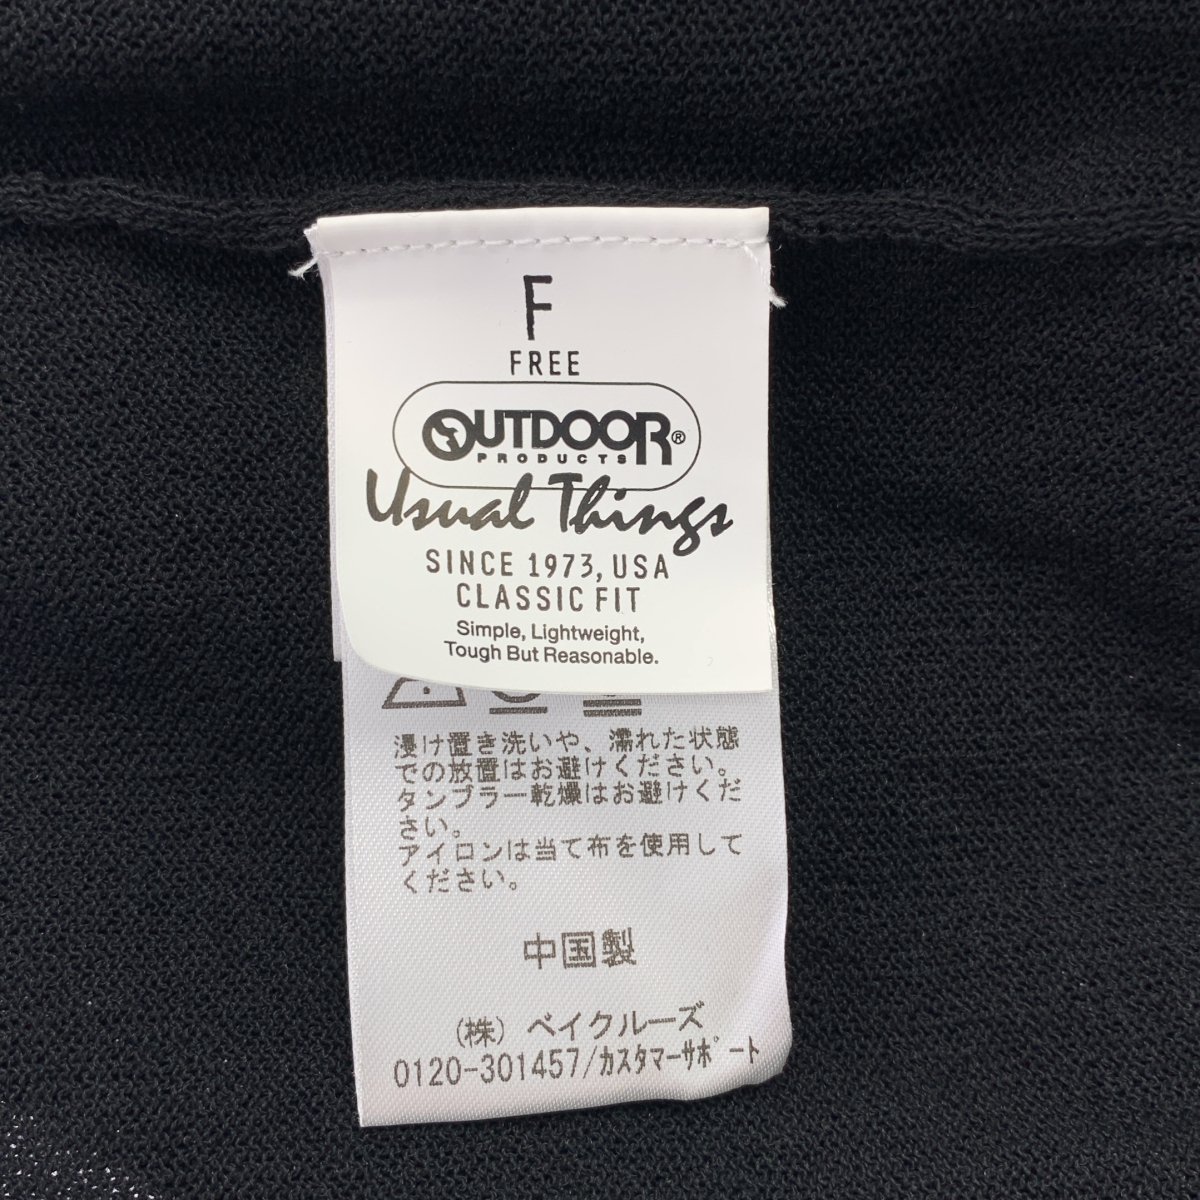 F
FREE
OUTDOOR®
PRODUCTS
Usual Things
SINCE 1973, USA
CLASSIC FIT
Simple, Lightweight,
Tough But Reasonable.
浸け置き洗いや、濡れた状態
での放置はお避けください。
タンブラー乾燥はお避けくだ
さい。
アイロンは当て布を使用して
ください。
中国製
(株) ベイクルーズ
0120-301457/カスタマーサポート